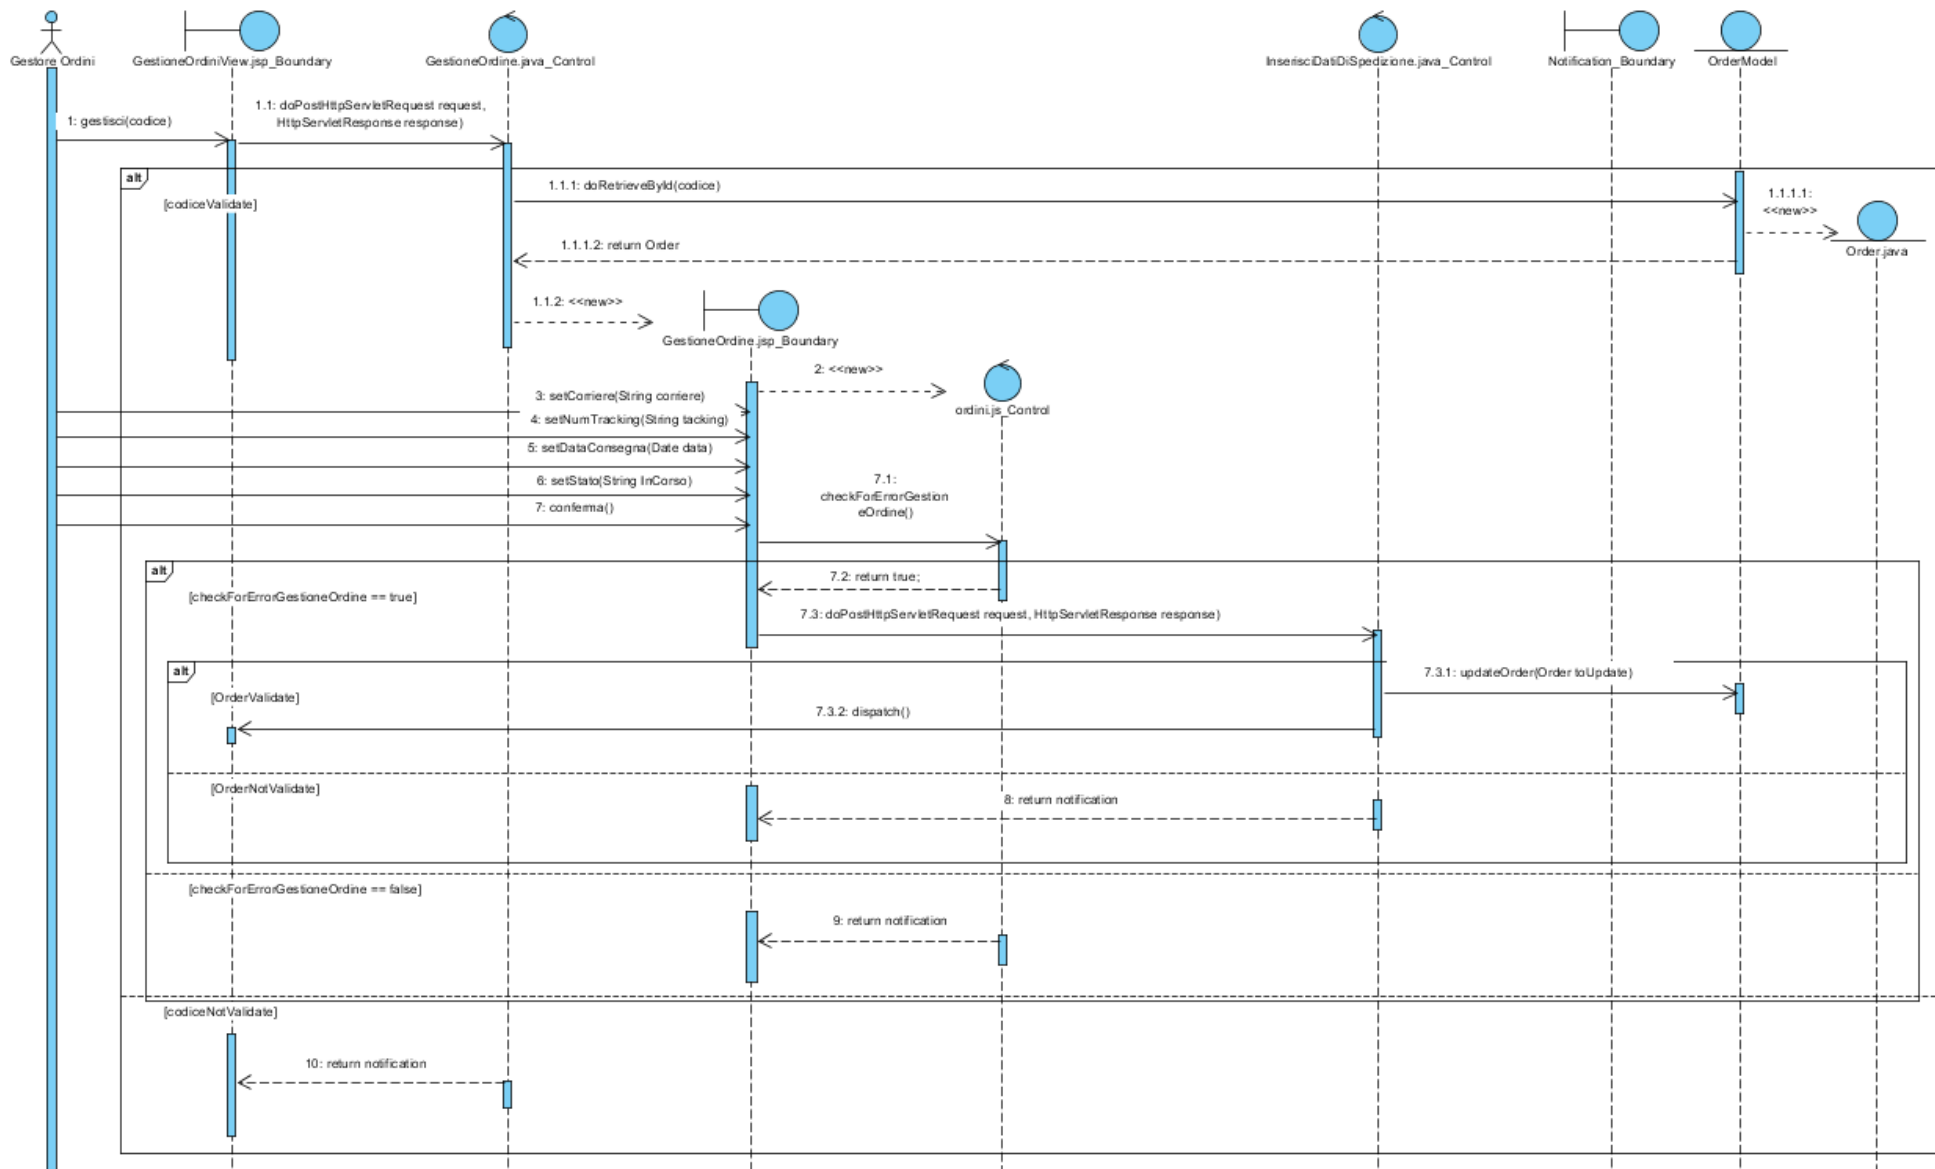 Gestore Ordini
GestioneOrdiniView.jsp_Boundary
GestioneOrdine.java_Control
InserisciDatiDiSpedizione.java_Control
Notification_Boundary
OrderModel
1: gestisci(codice)
1.1: doPostHttpServletRequest request,
HttpServletResponse response)
alt
[codiceValidate]
1.1.1: doRetrieveById(codice)
1.1.1.1:
<<new>>
Order.java
1.1.1.2: return Order
1.1.2: <<new>>
GestioneOrdine.jsp_Boundary
2: <<new>>
ordini.js_Control
3: setCorriere(String corriere)
4: setNumTracking(String tacking)
5: setDataConsegna(Date data)
6: setStato(String InCorso)
7: conferma()
7.1:
checkForErrorGestion
eOrdine()
alt
[checkForErrorGestioneOrdine == true]
7.2: return true;
7.3: doPostHttpServletRequest request, HttpServletResponse response)
alt
[OrderValidate]
7.3.1: updateOrder(Order toUpdate)
7.3.2: dispatch()
[OrderNotValidate]
8: return notification
[checkForErrorGestioneOrdine == false]
9: return notification
[codiceNotValidate]
10: return notification